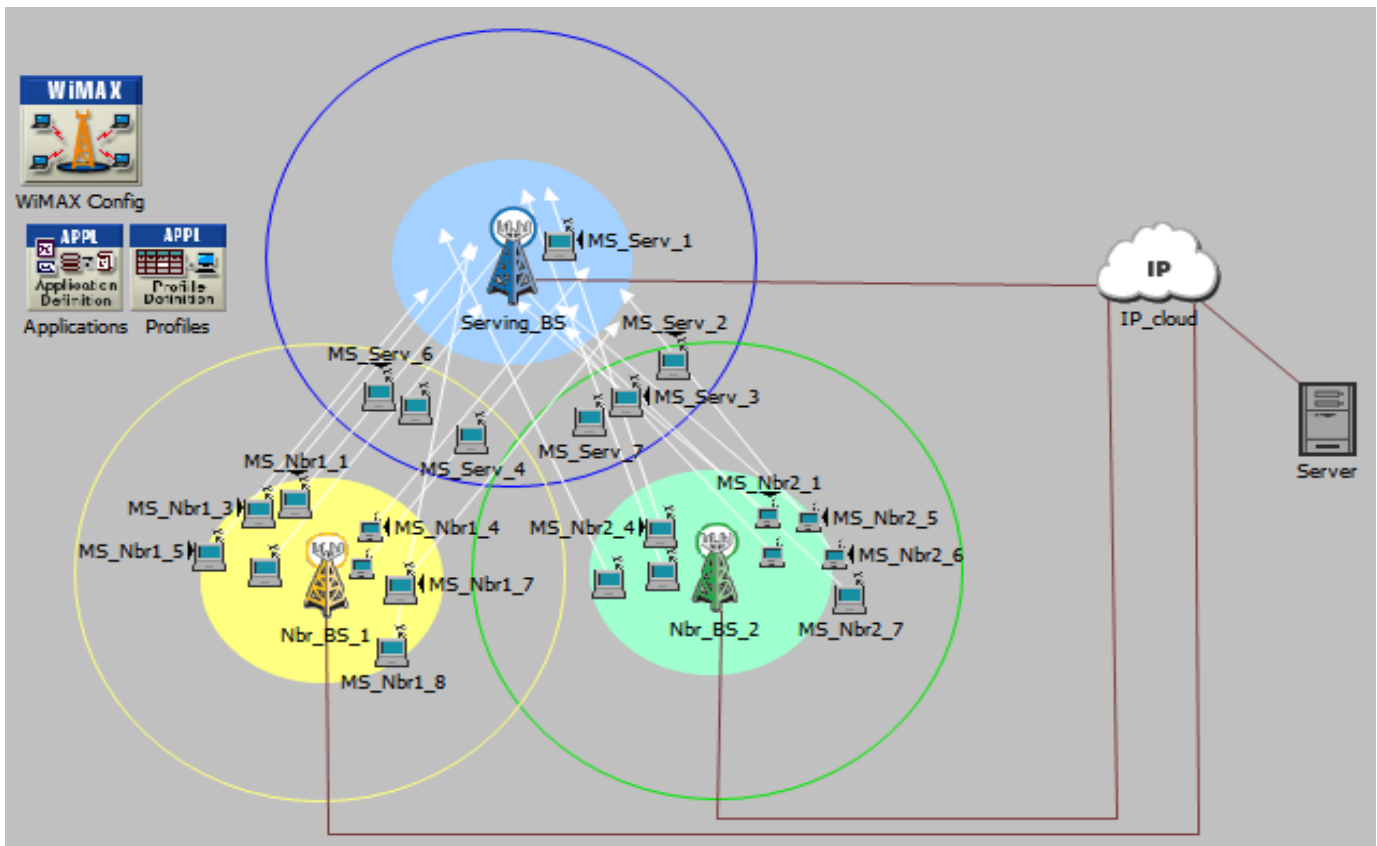 WiMAX
WiMAX Config
APPL
Application
Definition
Applications
APPL
Profile
Definition
Profiles
MS_Serv_1
Serving_BS
MS_Serv_2
MS_Serv_6
MS_Serv_3
MS_Serv_7
MS_Serv_4
IP
IP_cloud
Server
MS_Nbr1_1
MS_Nbr1_3
MS_Nbr1_4
MS_Nbr1_5
MS_Nbr1_7
Nbr_BS_1
MS_Nbr1_8
MS_Nbr2_1
MS_Nbr2_4
MS_Nbr2_5
MS_Nbr2_6
Nbr_BS_2
MS_Nbr2_7